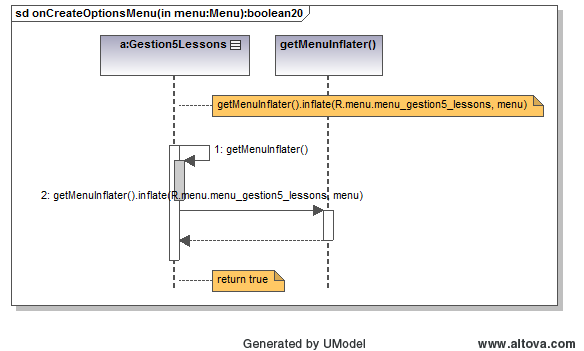 sd onCreateOptionsMenu(in menu:Menu):boolean20
a:Gestion5Lessons
getMenuInflater()
getMenuInflater().inflate(R.menu.menu_gestion5_lessons, menu)
1: getMenuInflater()
2: getMenuInflater().inflate(R.menu.menu_gestion5_lessons, menu)
return true
Generated by UModel
www.altova.com